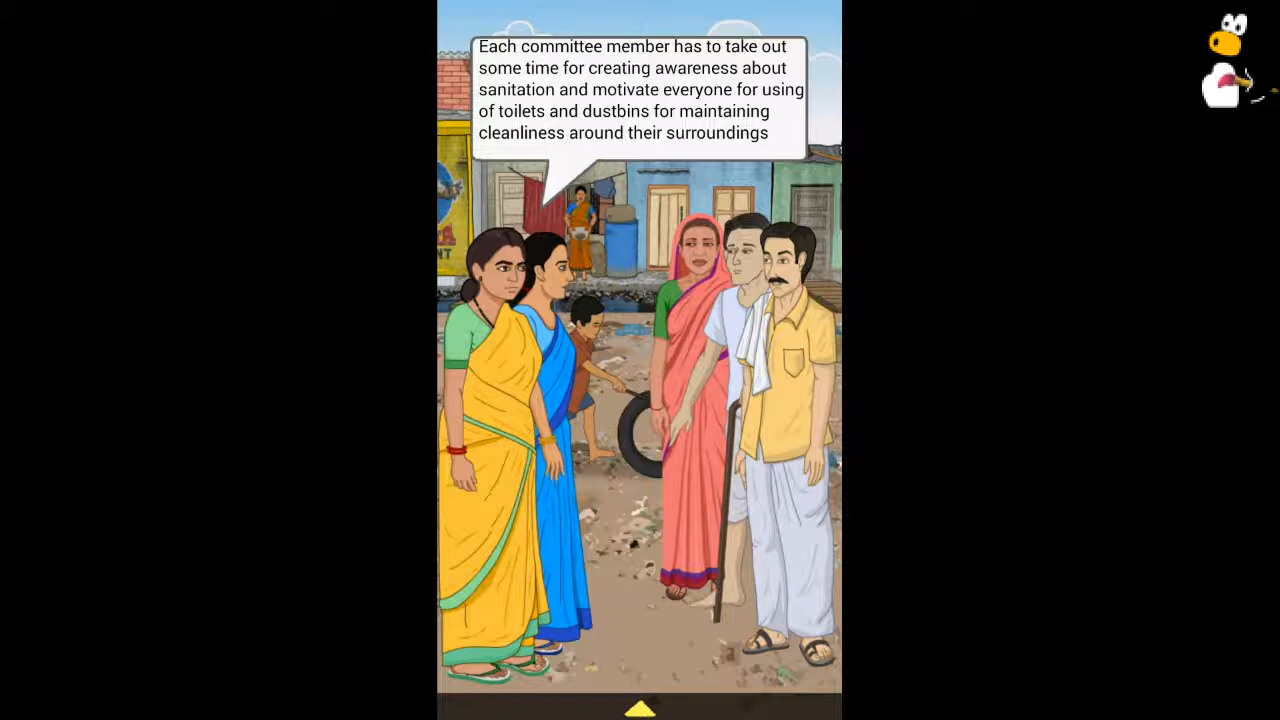 Each committee member has to take out
some time for creating awareness about
sanitation and motivate everyone for using
of toilets and dustbins for maintaining
cleanliness around their surroundings
NT